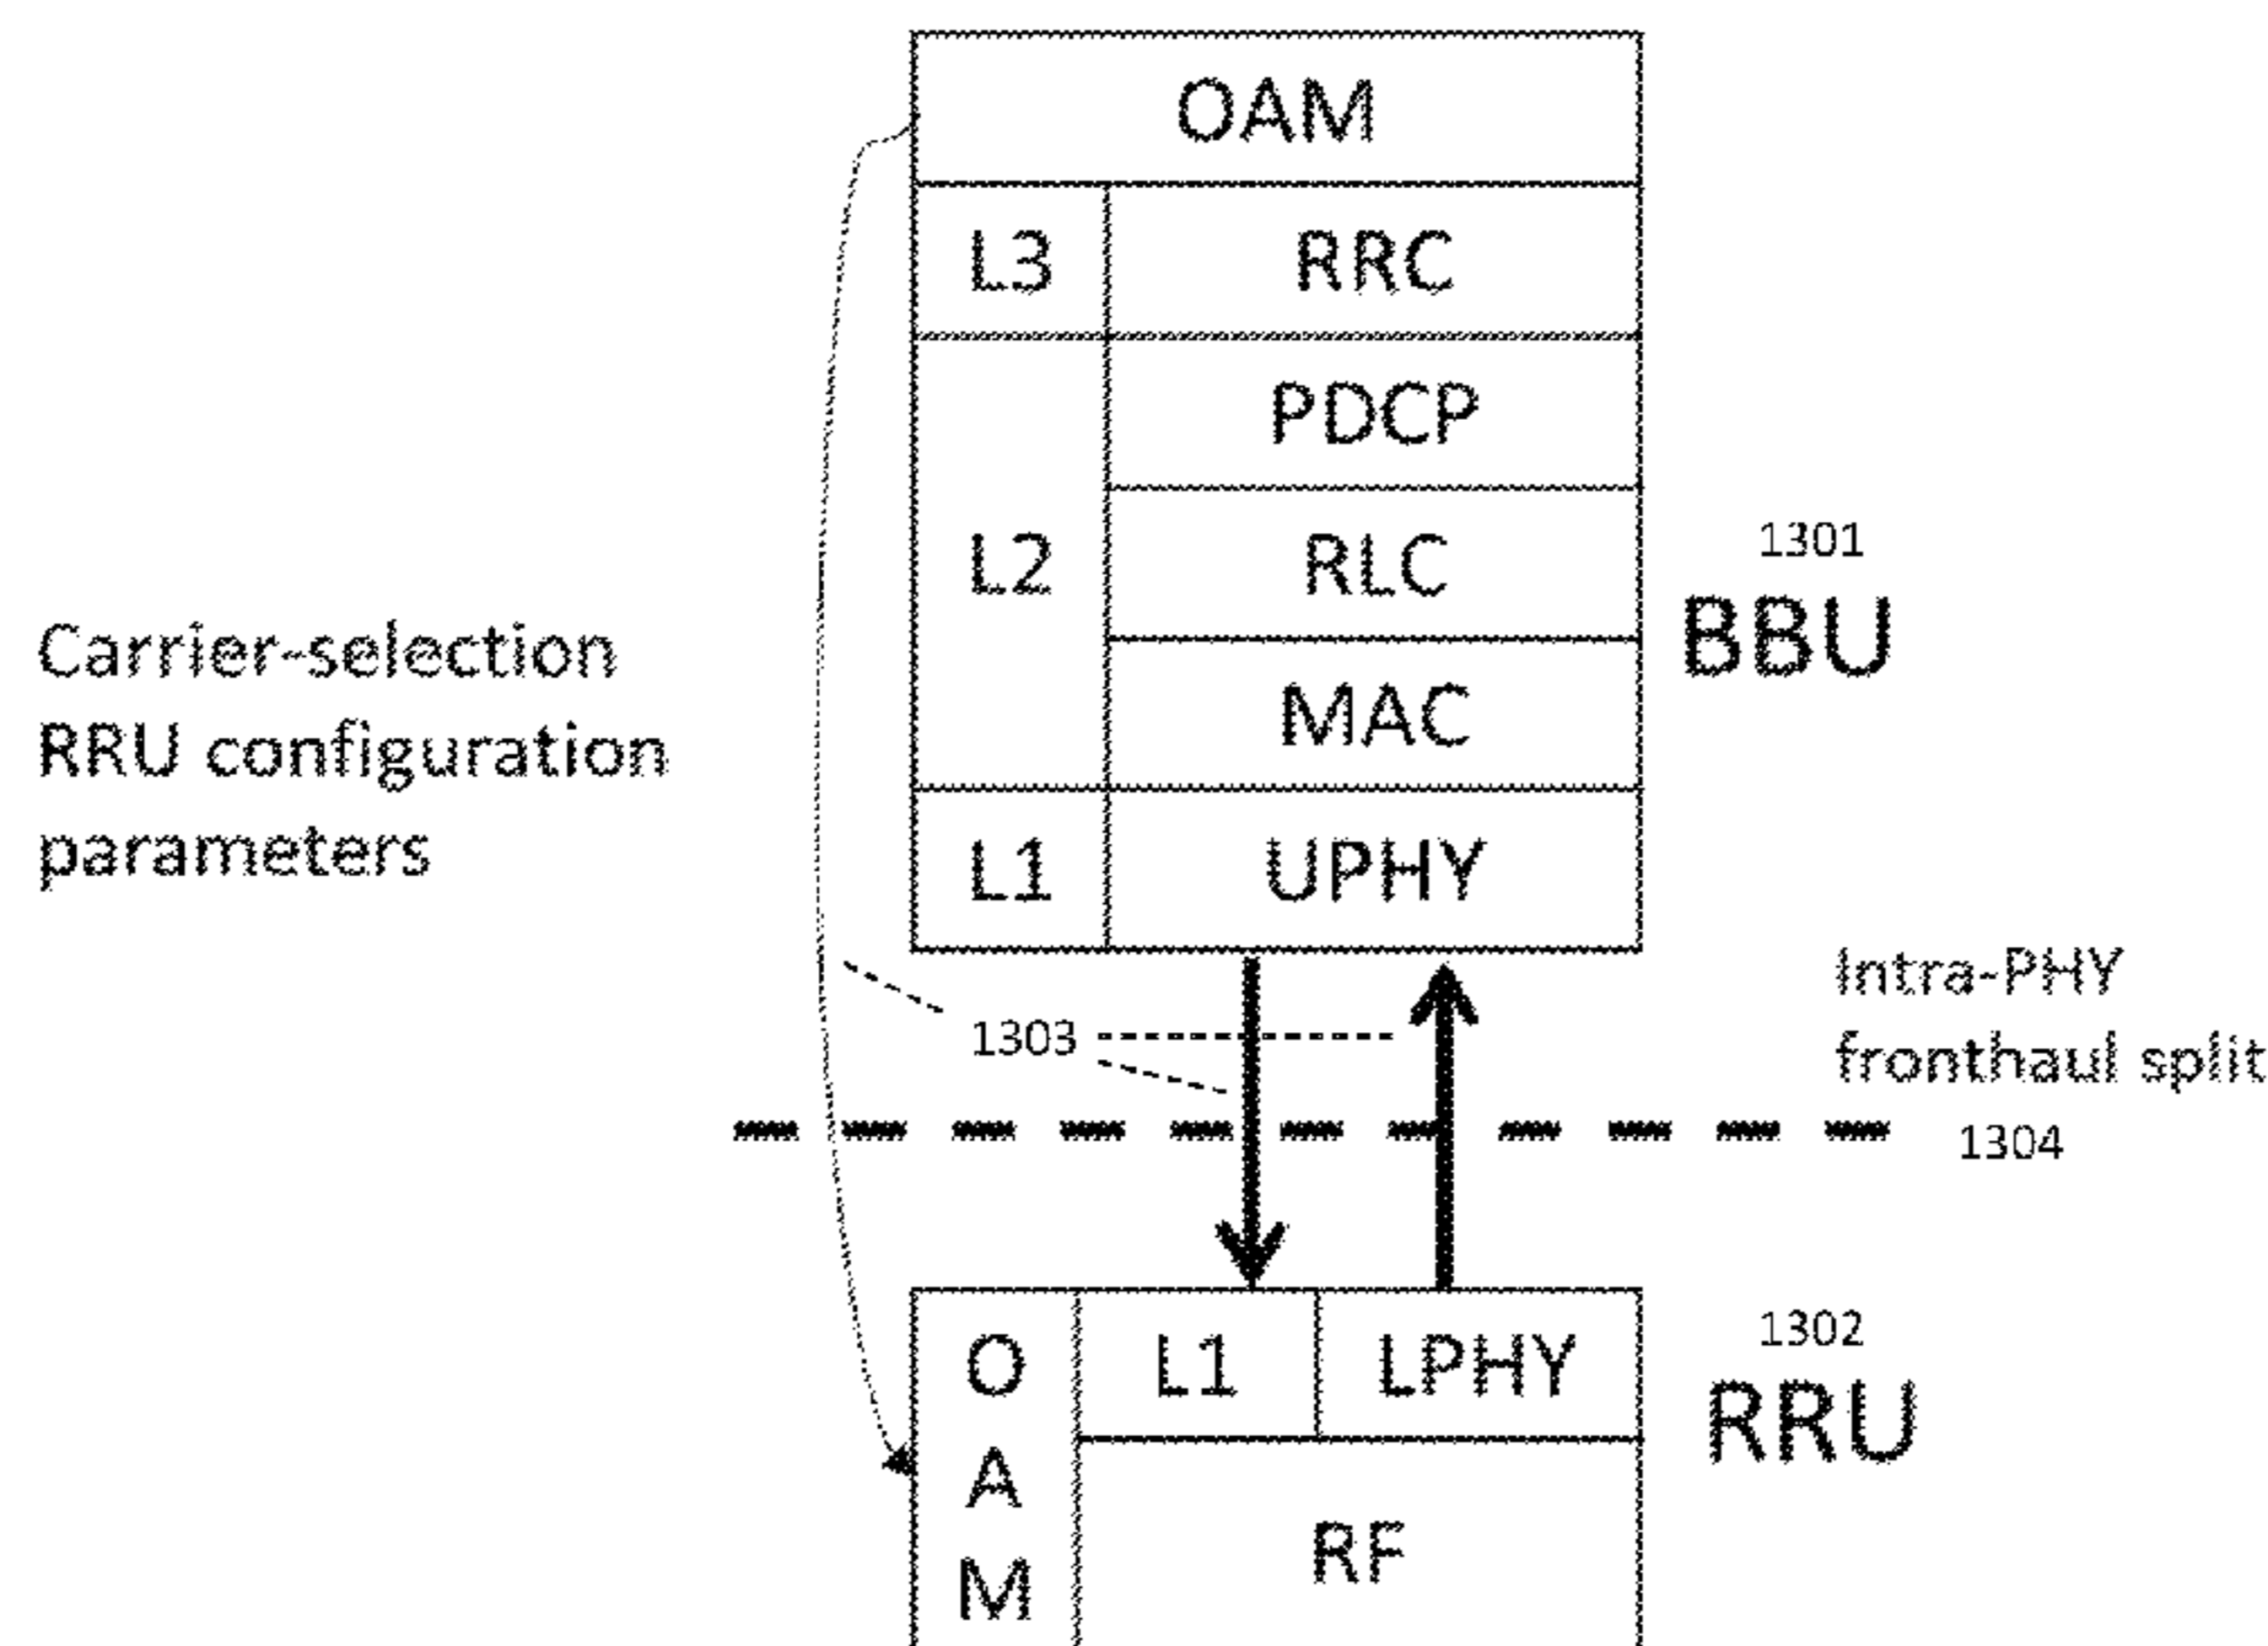 OAM
L3 RRC
PDCP
L2 RLC
MAC
L1 UPHY
1301
BBU
Carrier-selection
RRU configuration
parameters
Intra-PHY
fronthaul split
1303
1304
O
A
M
L1 LPHY
RF
1302
RRU